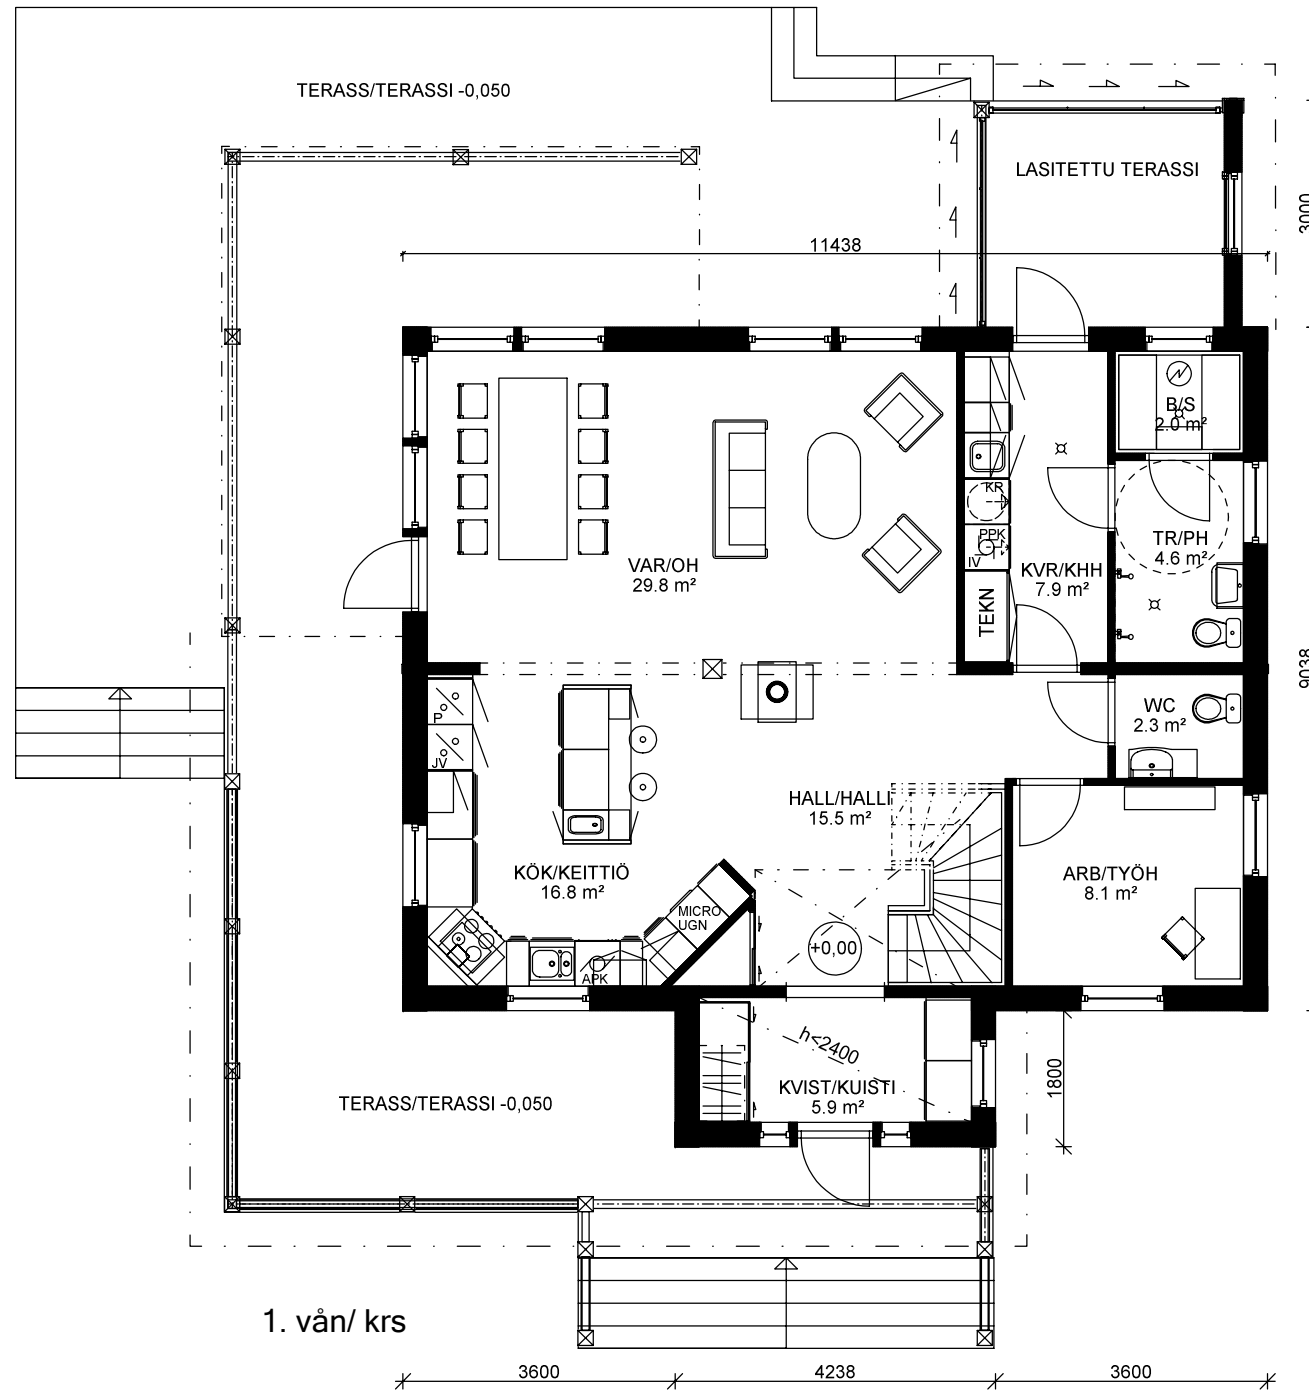 TERASS/TERASSI -0,050
LASITETTU TERASSI
3000
11438
B/S
2.0 m²
KR
PPK
IV
TR/PH
4.6 m²
VAR/OH
29.8 m²
KVR/KHH
7.9 m²
TEKN
9038
P
JV
WC
2.3 m²
HALL/HALLI
15.5 m²
KÖK/KEITTIÖ
16.8 m²
ARB/TYÖH
8.1 m²
MICRO
UGN
+0,00
APK
h<2400
KVIST/KUISTI
5.9 m²
1800
TERASS/TERASSI -0,050
1. vån/ krs
3600
4238
3600